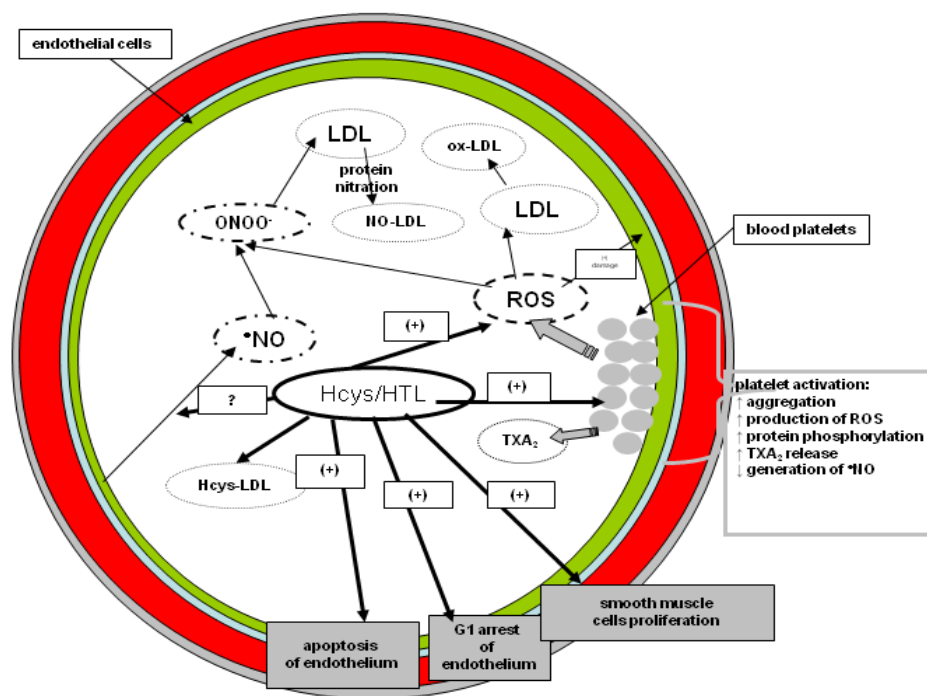 endothelial cells
LDL
protein
nitration
ox-LDL
ONOO⁻
NO-LDL
LDL
blood platelets
(+)
damage
ROS
•NO
(+)
?
Hcys/HTL
(+)
platelet activation:
↑ aggregation
↑ production of ROS
↑ protein phosphorylation
↑ TXA₂ release
↓ generation of •NO
TXA₂
Hcys-LDL
(+)
(+)
(+)
smooth muscle
cells proliferation
G1 arrest
of
endothelium
apoptosis
of endothelium